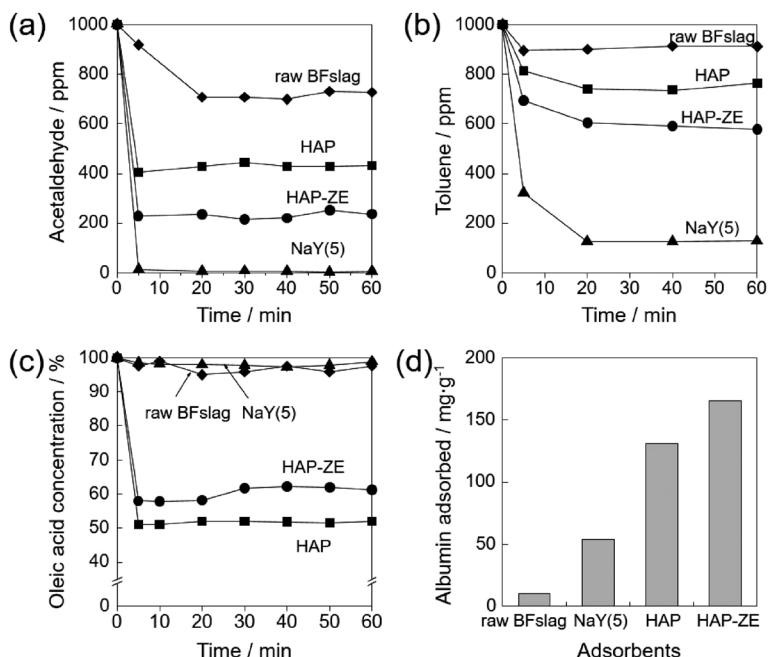 (a)
1000
800
600
400
200
0
Acetaldehyde / ppm
raw BFslag
HAP
HAP-ZE
NaY(5)
0 10 20 30 40 50 60
Time / min
(b)
1000
800
600
400
200
0
Toluene / ppm
raw BFslag
HAP
HAP-ZE
NaY(5)
0 10 20 30 40 50 60
Time / min
(c)
100
90
80
70
60
50
40
0
Oleic acid concentration / %
raw BFslag NaY(5)
HAP-ZE
HAP
0 10 20 30 40 50 60
Time / min
(d)
200
150
100
50
0
Albumin adsorbed / mg·g⁻¹
raw BFslag NaY(5) HAP HAP-ZE
Adsorbents